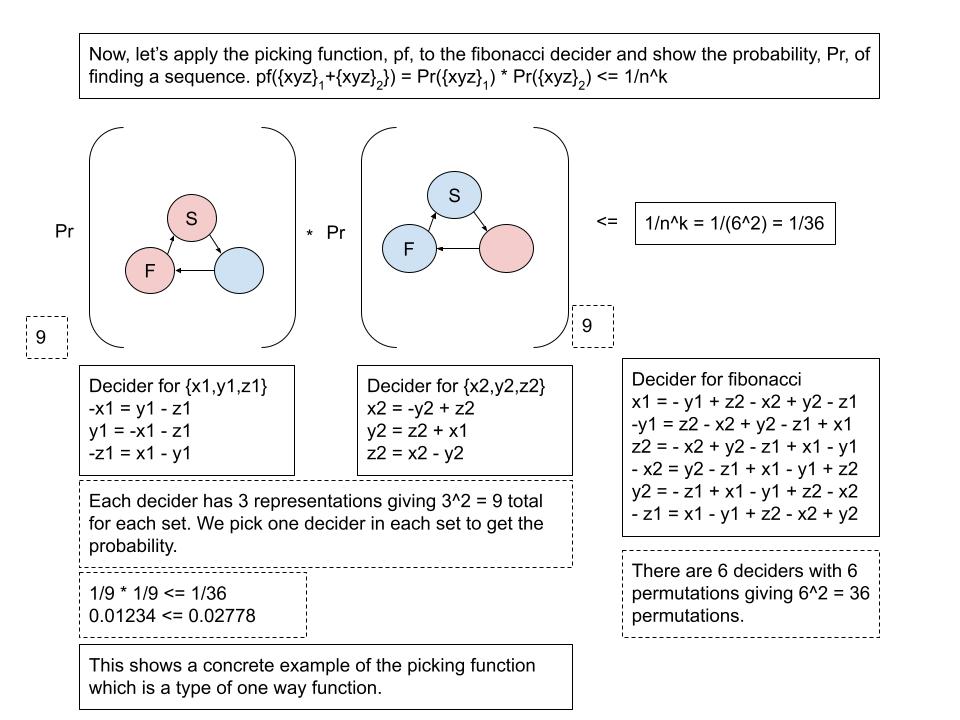 Now, let's apply the picking function, pf, to the fibonacci decider and show the probability, Pr, of
finding a sequence. pf({xyz}1+{xyz}2}) = Pr({xyz}1) * Pr({xyz}2) <= 1/n^k
Pr
S
F
* Pr
S
F
<=
1/n^k = 1/(6^2) = 1/36
9
9
Decider for {x1,y1,z1}
-x1 = y1 - z1
y1 = -x1 - z1
-z1 = x1 - y1
Decider for {x2,y2,z2}
x2 = -y2 + z2
y2 = z2 + x1
z2 = x2 - y2
Decider for fibonacci
x1 = - y1 + z2 - x2 + y2 - z1
-y1 = z2 - x2 + y2 - z1 + x1
z2 = - x2 + y2 - z1 + x1 - y1
- x2 = y2 - z1 + x1 - y1 + z2
y2 = - z1 + x1 - y1 + z2 - x2
- z1 = x1 - y1 + z2 - x2 + y2
Each decider has 3 representations giving 3^2 = 9 total
for each set. We pick one decider in each set to get the
probability.
There are 6 deciders with 6
permutations giving 6^2 = 36
permutations.
1/9 * 1/9 <= 1/36
0.01234 <= 0.02778
This shows a concrete example of the picking function
which is a type of one way function.